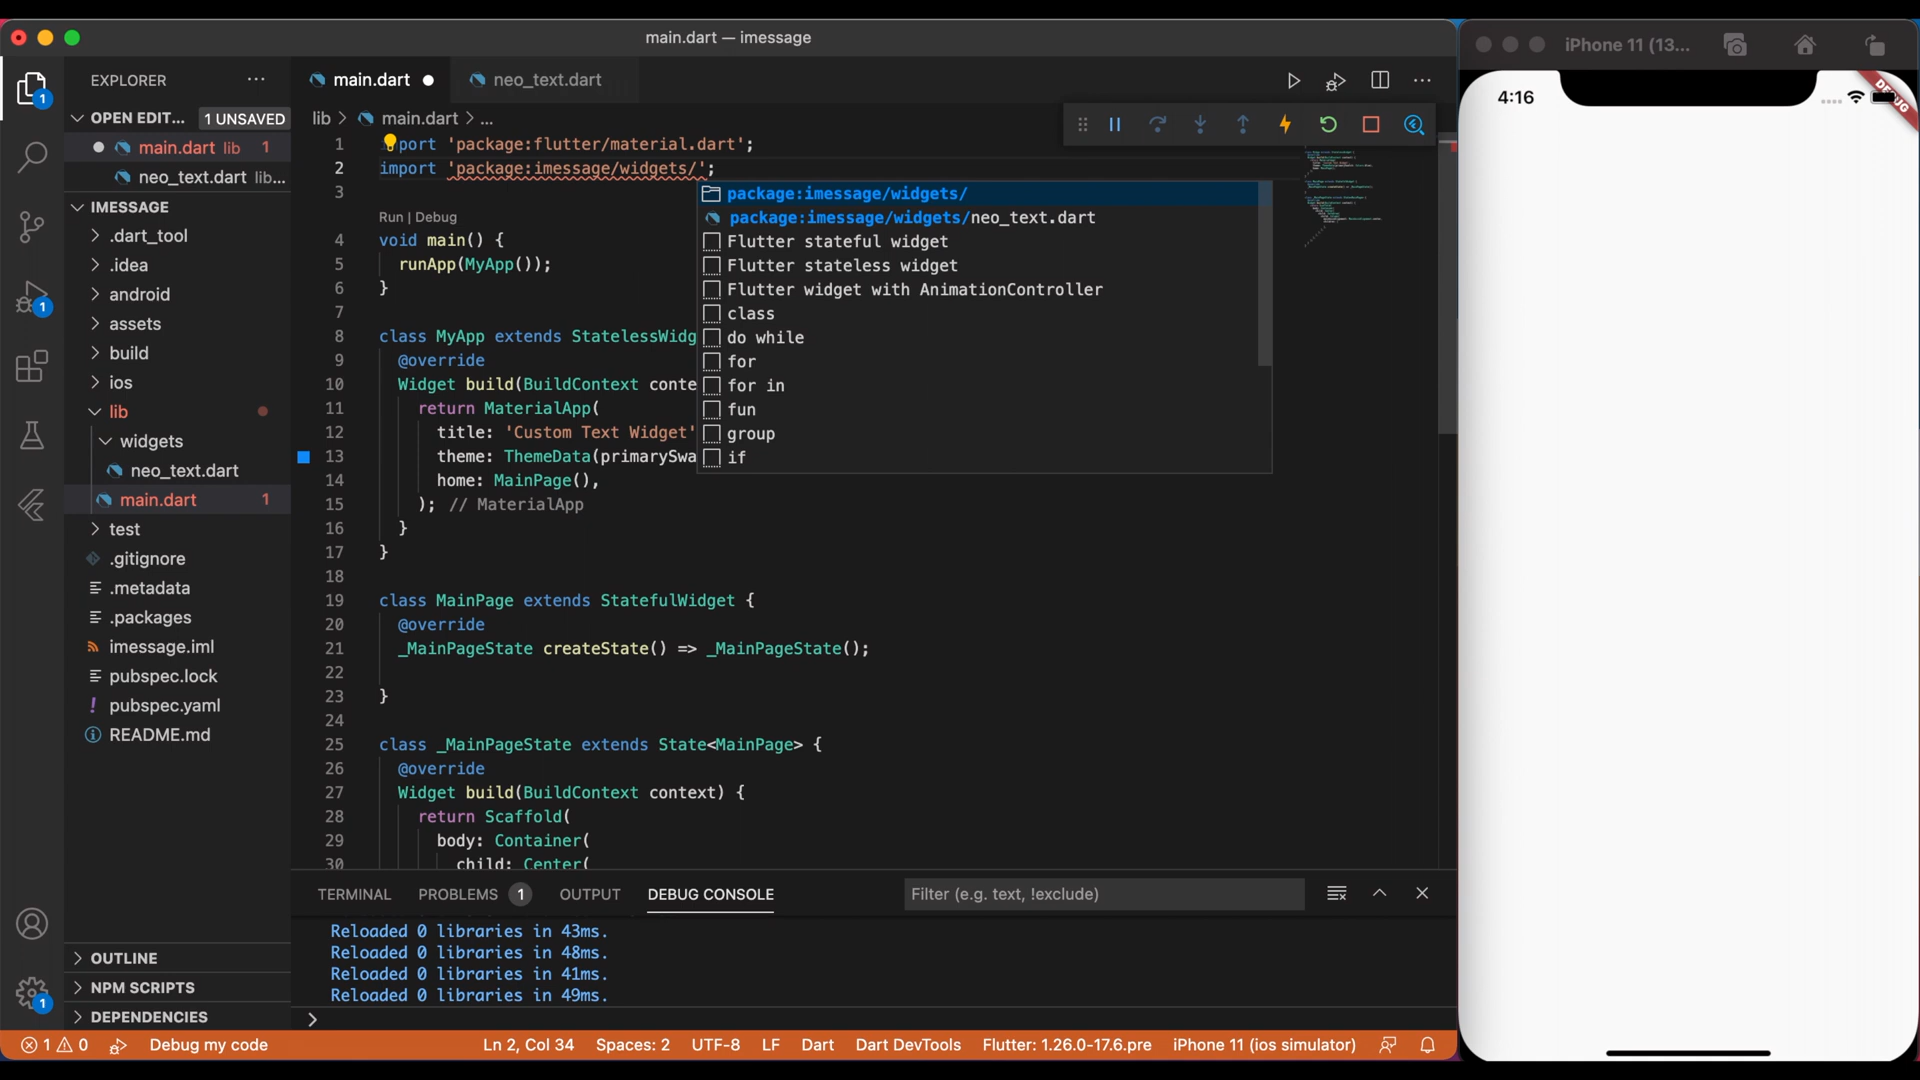 main.dart — imessage
iPhone 11 (13...
EXPLORER
main.dart
neo_text.dart
4:16
DEBUG
OPEN EDIT...
1 UNSAVED
lib > main.dart > ...
main.dart lib 1
neo_text.dart lib...
IMESSAGE
.dart_tool
.idea
android
assets
build
ios
lib
widgets
neo_text.dart
main.dart 1
test
.gitignore
.metadata
.packages
imessage.iml
pubspec.lock
pubspec.yaml
README.md
OUTLINE
NPM SCRIPTS
DEPENDENCIES
1
1
1
1 port 'package:flutter/material.dart';
2 import 'package:imessage/widgets/';
3
Run | Debug
4 void main() {
5 runApp(MyApp());
6 }
7
8 class MyApp extends StatelessWidg
9 @override
10 Widget build(BuildContext conte
11 return MaterialApp(
12 title: 'Custom Text Widget'
13 theme: ThemeData(primarySwa
14 home: MainPage(),
15 ); // MaterialApp
16 }
17 }
18
19 class MainPage extends StatefulWidget {
20 @override
21 _MainPageState createState() => _MainPageState();
22
23 }
24
25 class _MainPageState extends State<MainPage> {
26 @override
27 Widget build(BuildContext context) {
28 return Scaffold(
29 body: Container(
30 child: Center(
package:imessage/widgets/
package:imessage/widgets/neo_text.dart
Flutter stateful widget
Flutter stateless widget
Flutter widget with AnimationController
class
do while
for
for in
fun
group
if
TERMINAL
PROBLEMS 1
OUTPUT
DEBUG CONSOLE
Filter (e.g. text, !exclude)
Reloaded 0 libraries in 43ms.
Reloaded 0 libraries in 48ms.
Reloaded 0 libraries in 41ms.
Reloaded 0 libraries in 49ms.
>
1 0 Debug my code
Ln 2, Col 34 Spaces: 2 UTF-8 LF Dart Dart DevTools Flutter: 1.26.0-17.6.pre iPhone 11 (ios simulator)